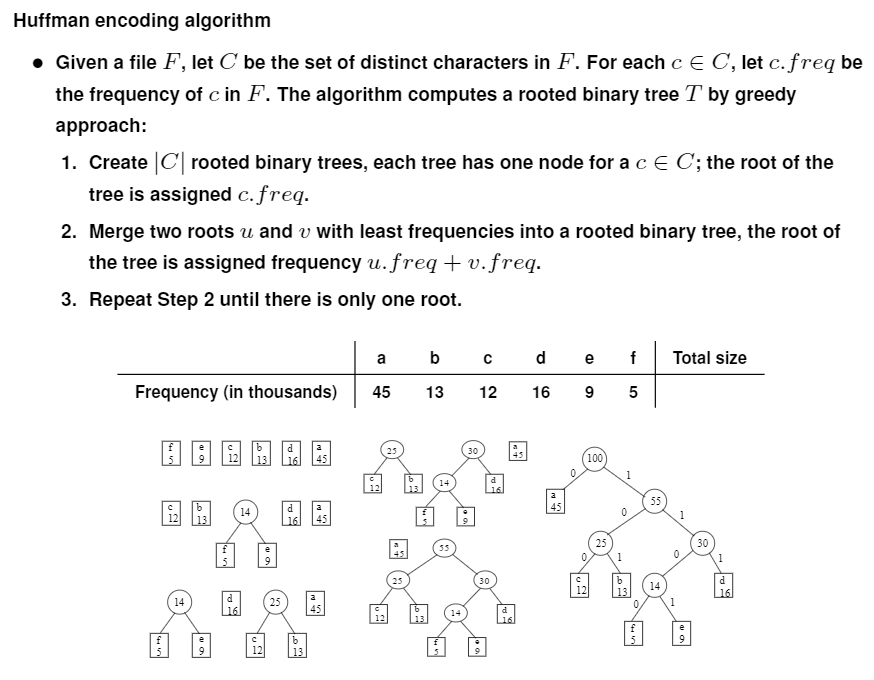 Huffman encoding algorithm
• Given a file F, let C be the set of distinct characters in F. For each c ∈ C, let c.freq be
the frequency of c in F. The algorithm computes a rooted binary tree T by greedy
approach:
1. Create |C| rooted binary trees, each tree has one node for a c ∈ C; the root of the
tree is assigned c.freq.
2. Merge two roots u and v with least frequencies into a rooted binary tree, the root of
the tree is assigned frequency u.freq + v.freq.
3. Repeat Step 2 until there is only one root.
a b c d e f Total size
Frequency (in thousands) 45 13 12 16 9 5
f e c b d a
5 9 12 13 16 45
c b 14 d a
12 13 16 45
f e
5 9
14 d 25 a
16 45
f e c b
5 9 12 13
25 30 a
45
c b 14 d
12 13 16
f e
5 9
a 55
45
25 30
c b 14 d
12 13 16
f e
5 9
100
0 1
a 55
45
0 1
25 30
0 1 0 1
c b 14 d
12 13 16
0 1
f e
5 9